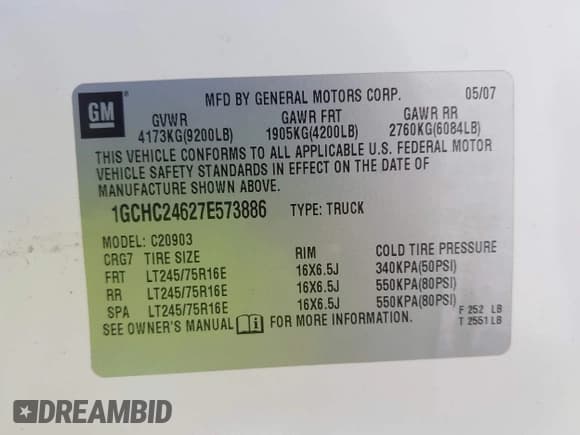 GM
®
MFD BY GENERAL MOTORS CORP. 05/07
GVWR GAWR FRT GAWR RR
4173KG(9200LB) 1905KG(4200LB) 2760KG(6084LB)
THIS VEHICLE CONFORMS TO ALL APPLICABLE U.S. FEDERAL MOTOR
VEHICLE SAFETY STANDARDS IN EFFECT ON THE DATE OF
MANUFACTURE SHOWN ABOVE.
1GCHC24627E573886 TYPE: TRUCK
MODEL: C20903
CRG7 TIRE SIZE RIM COLD TIRE PRESSURE
FRT LT245/75R16E 16X6.5J 340KPA(50PSI)
RR LT245/75R16E 16X6.5J 550KPA(80PSI)
SPA LT245/75R16E 16X6.5J 550KPA(80PSI)
SEE OWNER'S MANUAL FOR MORE INFORMATION.
F 252 LB
T 2551 LB
DREAMBID